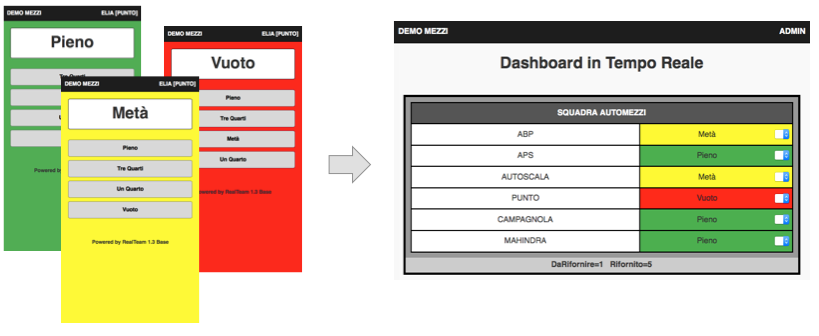 DEMO MEZZI ELIA [PUNTO]
Pieno
Tre Quarti
DEMO MEZZI ELIA [PUNTO]
Vuoto
Pieno
Tre Quarti
Metà
Un Quarto
Powered by RealTeam 1.3 Base
DEMO MEZZI ELIA [PUNTO]
Metà
Pieno
Tre Quarti
Un Quarto
Vuoto
Powered by RealTeam 1.3 Base
DEMO MEZZI ADMIN
Dashboard in Tempo Reale
SQUADRA AUTOMEZZI
ABP Metà
APS Pieno
AUTOSCALA Metà
PUNTO Vuoto
CAMPAGNOLA Pieno
MAHINDRA Pieno
DaRifornire=1 Rifornito=5